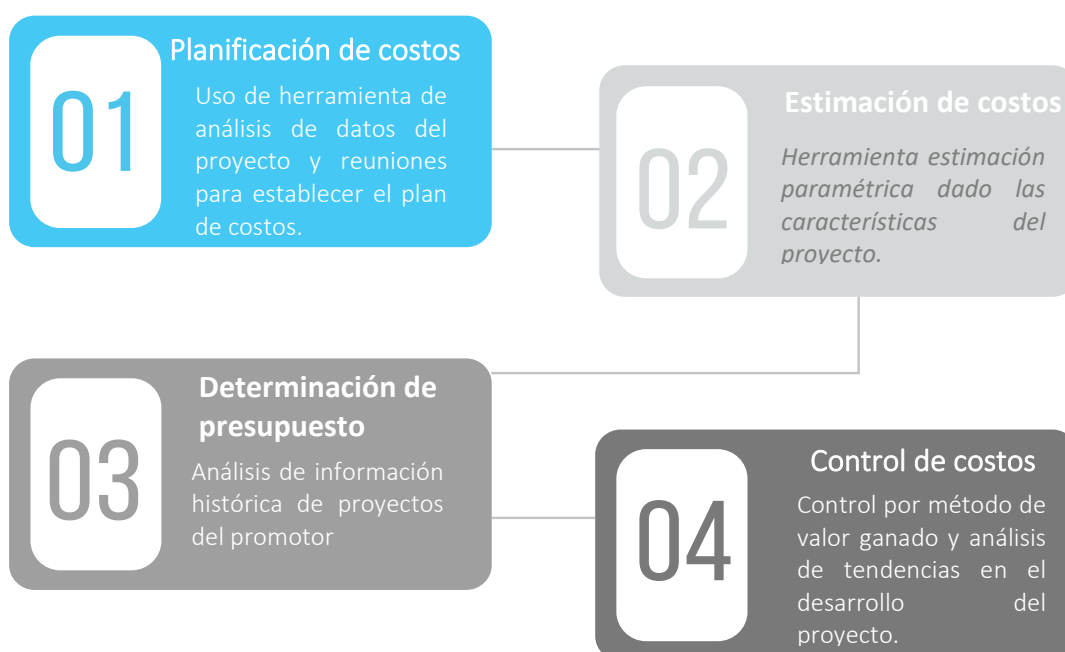 01
Planificación de costos
Uso de herramienta de
análisis de datos del
proyecto y reuniones
para establecer el plan
de costos.
02
Estimación de costos
Herramienta estimación
paramétrica dado las
características del
proyecto.
03
Determinación de
presupuesto
Análisis de información
histórica de proyectos
del promotor
04
Control de costos
Control por método de
valor ganado y análisis
de tendencias en el
desarrollo del
proyecto.